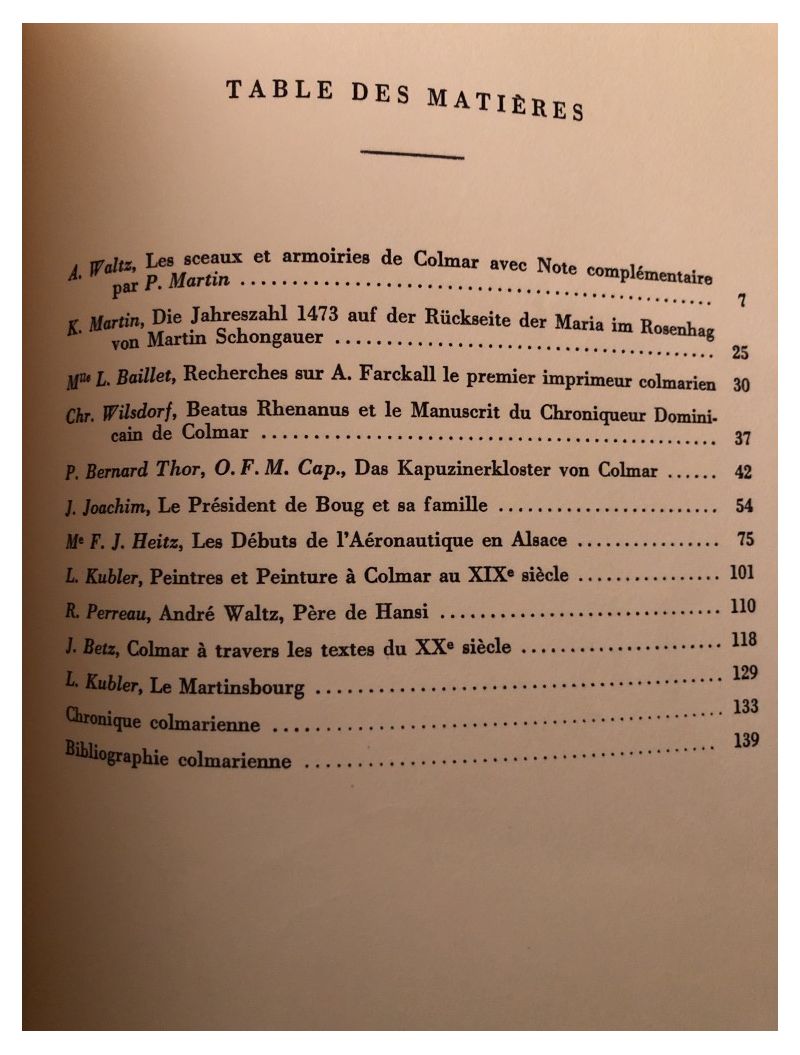 TABLE DES MATIÈRES
A. Waltz, Les sceaux et armoiries de Colmar avec Note complémentaire
par P. Martin ........................................ 7
K. Martin, Die Jahreszahl 1473 auf der Rückseite der Maria im Rosenhag
von Martin Schongauer ........................................ 25
Mlle L. Baillet, Recherches sur A. Farckall le premier imprimeur colmarien 30
Chr. Wilsdorf, Beatus Rhenanus et le Manuscrit du Chroniqueur Domini-
cain de Colmar ........................................ 37
P. Bernard Thor, O. F. M. Cap., Das Kapuzinerkloster von Colmar ...... 42
J. Joachim, Le Président de Boug et sa famille ........................ 54
Me F. J. Heitz, Les Débuts de l'Aéronautique en Alsace ................ 75
L. Kubler, Peintres et Peinture à Colmar au XIXe siècle ................ 101
R. Perreau, André Waltz, Père de Hansi .............................. 110
J. Betz, Colmar à travers les textes du XXe siècle ...................... 118
L. Kubler, Le Martinsbourg ........................................ 129
Chronique colmarienne ........................................ 133
Bibliographie colmarienne ........................................ 139